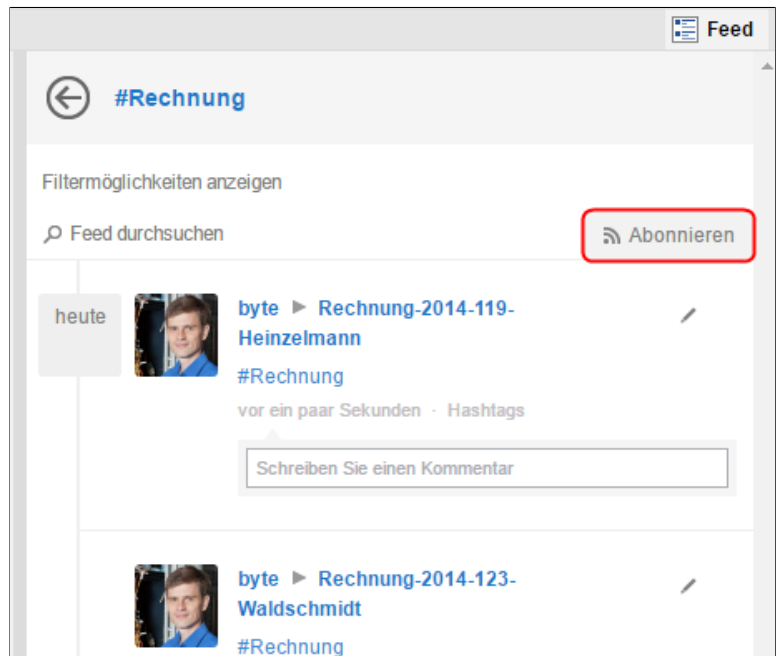 Feed
#Rechnung
Filtermöglichkeiten anzeigen
Feed durchsuchen
Abonnieren
heute
byte ► Rechnung-2014-119-
Heinzelmann
#Rechnung
vor ein paar Sekunden · Hashtags
Schreiben Sie einen Kommentar
byte ► Rechnung-2014-123-
Waldschmidt
#Rechnung